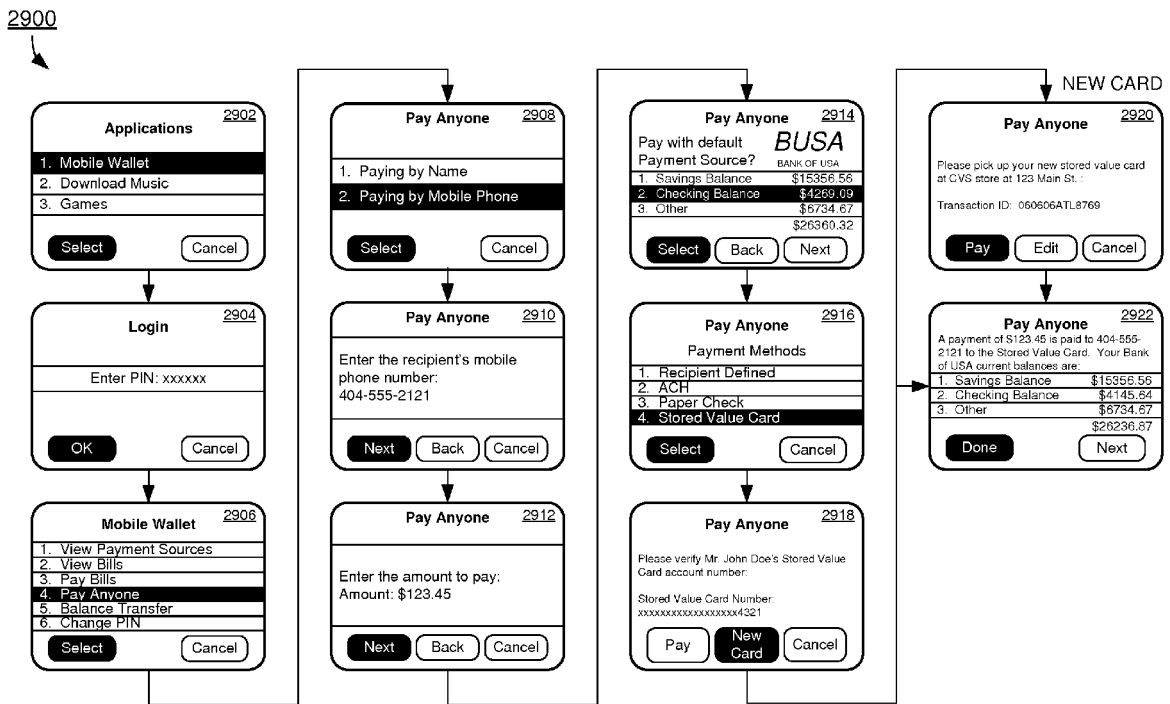 2900
2902
Applications
1. Mobile Wallet
2. Download Music
3. Games
Select
Cancel
2904
Login
Enter PIN: xxxxxx
OK
Cancel
2906
Mobile Wallet
1. View Payment Sources
2. View Bills
3. Pay Bills
4. Pay Anyone
5. Balance Transfer
6. Change PIN
Select
Cancel
2908
Pay Anyone
1. Paying by Name
2. Paying by Mobile Phone
Select
Cancel
2910
Pay Anyone
Enter the recipient's mobile
phone number:
404-555-2121
Next
Back
Cancel
2912
Pay Anyone
Enter the amount to pay:
Amount: $123.45
Next
Back
Cancel
2914
Pay Anyone
Pay with default
Payment Source?
BUSA
BANK OF USA
1. Savings Balance $15356.56
2. Checking Balance $4269.09
3. Other $6734.67
$26360.32
Select
Back
Next
2916
Pay Anyone
Payment Methods
1. Recipient Defined
2. ACH
3. Paper Check
4. Stored Value Card
Select
Cancel
2918
Pay Anyone
Please verify Mr. John Doe's Stored Value
Card account number:
Stored Value Card Number:
xxxxxxxxxxxxxxxxxx4321
Pay
New
Card
Cancel
NEW CARD
2920
Pay Anyone
Please pick up your new stored value card
at CVS store at 123 Main St. :
Transaction ID: 060606ATL8769
Pay
Edit
Cancel
2922
Pay Anyone
A payment of $123.45 is paid to 404-555-
2121 to the Stored Value Card. Your Bank
of USA current balances are:
1. Savings Balance $15356.56
2. Checking Balance $4145.64
3. Other $6734.67
$26236.87
Done
Next